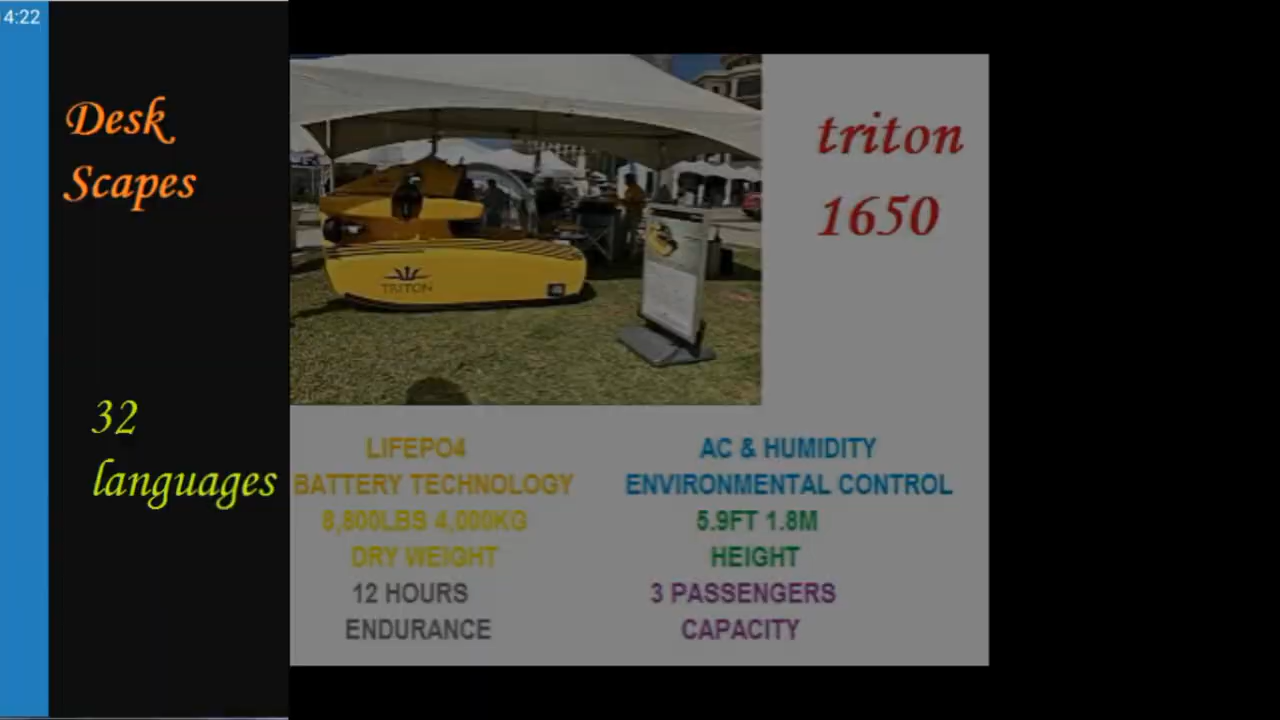 4:22
Desk
Scapes
32
languages
triton
1650
TRITON
LIFEPO4
BATTERY TECHNOLOGY
8,800LBS 4,000KG
DRY WEIGHT
12 HOURS
ENDURANCE
AC & HUMIDITY
ENVIRONMENTAL CONTROL
5.9FT 1.8M
HEIGHT
3 PASSENGERS
CAPACITY